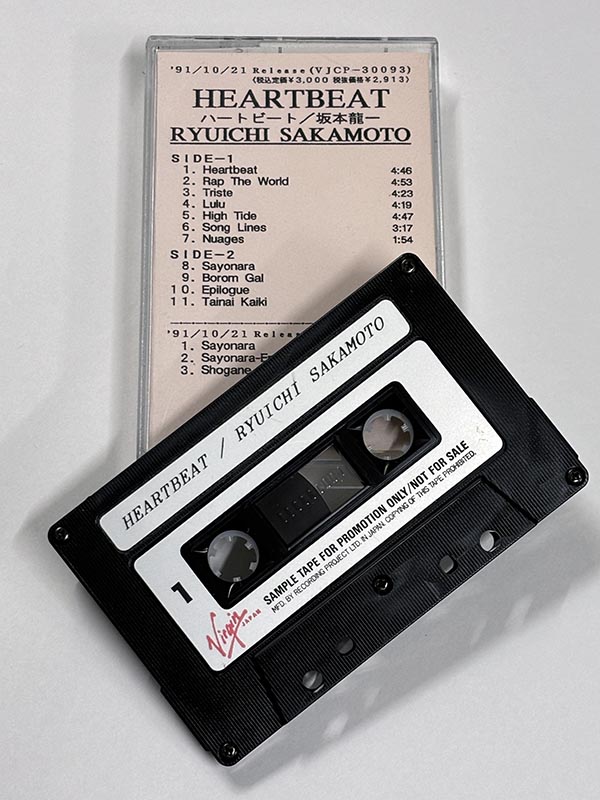 '91/10/21 Release(VJCP-30093)
(税込定価¥3,000 税抜価格¥2,913)
HEARTBEAT
ハートビート/坂本龍一
RYUICHI SAKAMOTO
SIDE-1
1. Heartbeat 4:46
2. Rap The World 4:53
3. Triste 4:23
4. Lulu 4:19
5. High Tide 4:47
6. Song Lines 3:17
7. Nuages 1:54
SIDE-2
8. Sayonara
9. Borom Gal
10. Epilogue
11. Tainai Kaiki
'91/10/21 Release
1. Sayonara
2. Sayonara-E
3. Shogane
HEARTBEAT / RYUICHI SAKAMOTO
1
SAMPLE TAPE FOR PROMOTION ONLY/NOT FOR SALE
MFD. BY RECORDING PROJECT LTD. IN JAPAN. COPYING OF THIS TAPE PROHIBITED.
Virgin
JAPAN